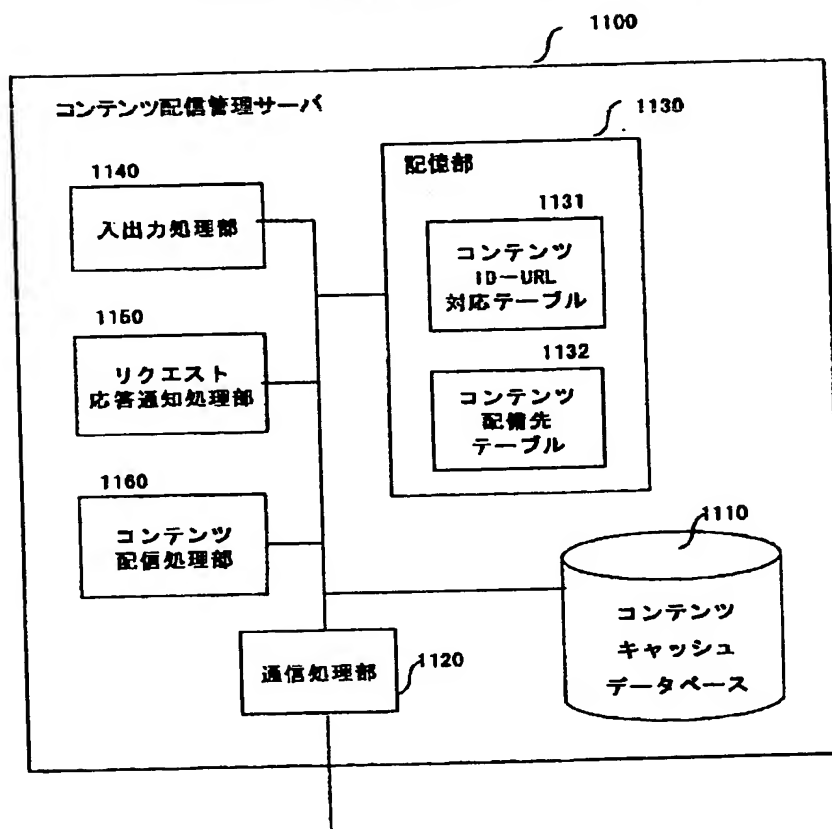 1100
コンテンツ配信管理サーバ
1130
記憶部
1140
入出力処理部
1131
コンテンツ
ID-URL
対応テーブル
1150
リクエスト
応答通知処理部
1132
コンテンツ
配備先
テーブル
1160
コンテンツ
配信処理部
1110
コンテンツ
キャッシュ
データベース
通信処理部
1120